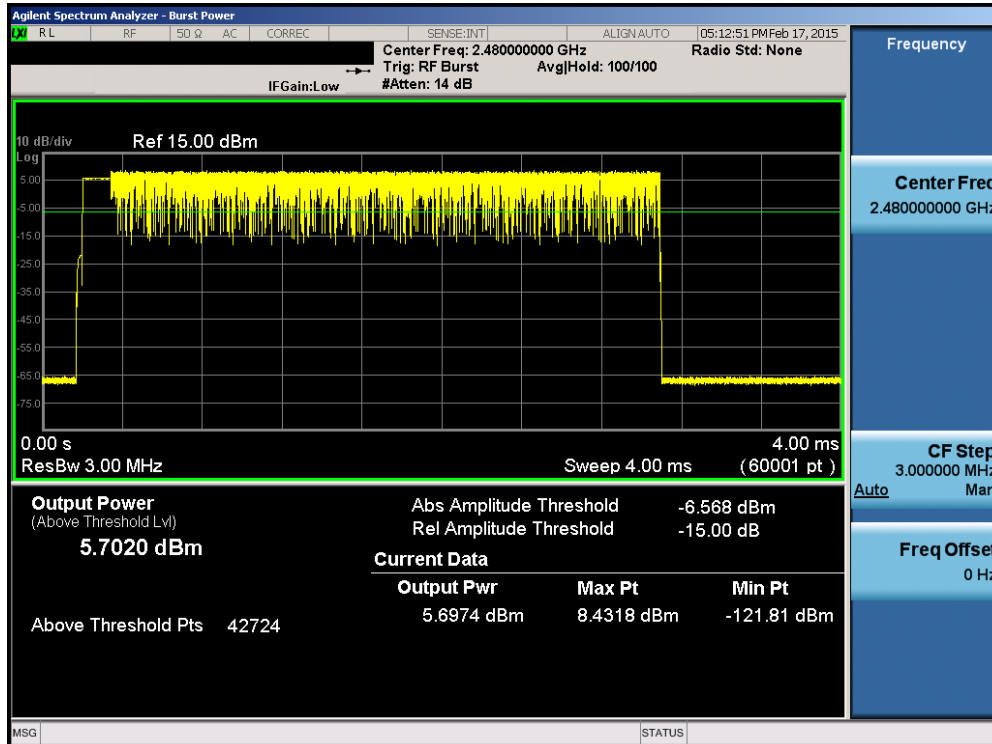 Agilent Spectrum Analyzer - Burst Power
LXI RL RF 50 Ω AC CORREC SENSE:INT ALIGN AUTO 05:12:51 PM Feb 17, 2015
Center Freq: 2.480000000 GHz Radio Std: None
Trig: RF Burst Avg|Hold: 100/100
IFGain:Low #Atten: 14 dB
10 dB/div Ref 15.00 dBm
Log
5.00
-5.00
-15.0
-25.0
-35.0
-45.0
-55.0
-65.0
-75.0
0.00 s 4.00 ms
ResBw 3.00 MHz Sweep 4.00 ms (60001 pt)
Output Power
(Above Threshold Lvl)
5.7020 dBm
Above Threshold Pts 42724
Abs Amplitude Threshold -6.568 dBm
Rel Amplitude Threshold -15.00 dB
Current Data
Output Pwr Max Pt Min Pt
5.6974 dBm 8.4318 dBm -121.81 dBm
Frequency
Center Freq
2.480000000 GHz
CF Step
3.000000 MHz
Auto Man
Freq Offset
0 Hz
MSG STATUS